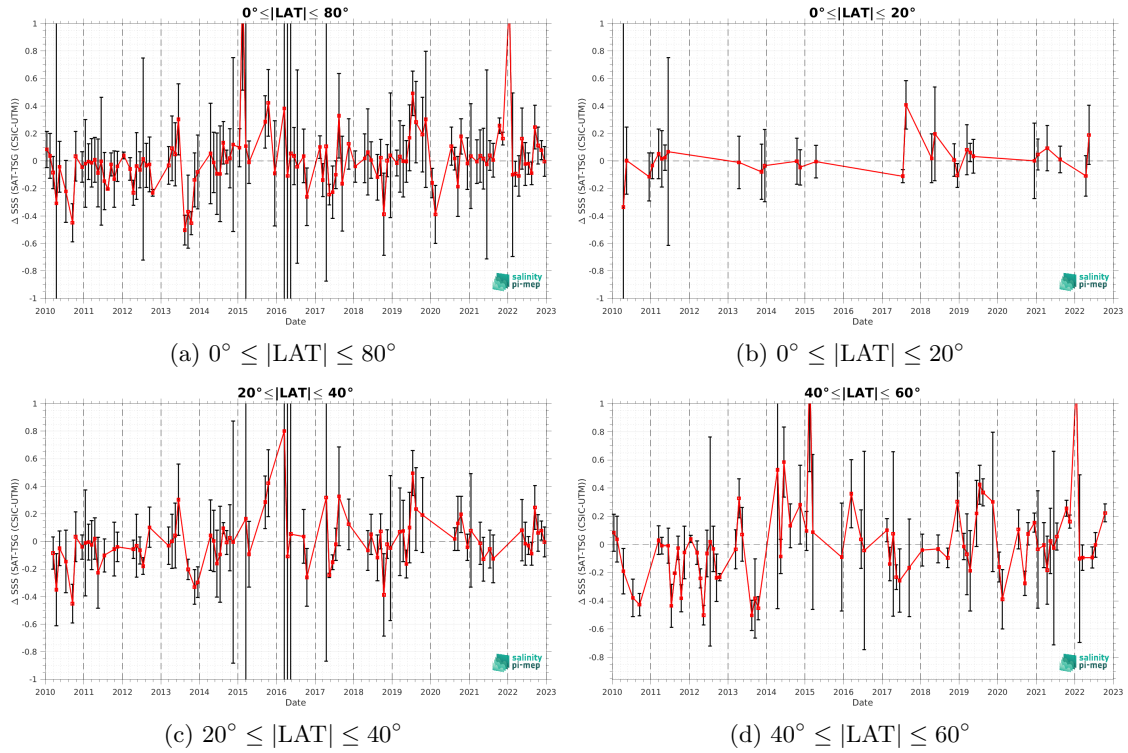 0°≤|LAT|≤ 80°
Δ SSS (SAT-TSG (CSIC-UTM))
1
0.8
0.6
0.4
0.2
0
-0.2
-0.4
-0.6
-0.8
-1
2010 2011 2012 2013 2014 2015 2016 2017 2018 2019 2020 2021 2022 2023
Date
salinity
pi-mep
(a) 0° ≤ |LAT| ≤ 80°
0°≤|LAT|≤ 20°
Δ SSS (SAT-TSG (CSIC-UTM))
1
0.8
0.6
0.4
0.2
0
-0.2
-0.4
-0.6
-0.8
-1
2010 2011 2012 2013 2014 2015 2016 2017 2018 2019 2020 2021 2022 2023
Date
salinity
pi-mep
(b) 0° ≤ |LAT| ≤ 20°
20°≤|LAT|≤ 40°
Δ SSS (SAT-TSG (CSIC-UTM))
1
0.8
0.6
0.4
0.2
0
-0.2
-0.4
-0.6
-0.8
-1
2010 2011 2012 2013 2014 2015 2016 2017 2018 2019 2020 2021 2022 2023
Date
salinity
pi-mep
(c) 20° ≤ |LAT| ≤ 40°
40°≤|LAT|≤ 60°
Δ SSS (SAT-TSG (CSIC-UTM))
1
0.8
0.6
0.4
0.2
0
-0.2
-0.4
-0.6
-0.8
2010 2011 2012 2013 2014 2015 2016 2017 2018 2019 2020 2021 2022 2023
Date
salinity
pi-mep
(d) 40° ≤ |LAT| ≤ 60°